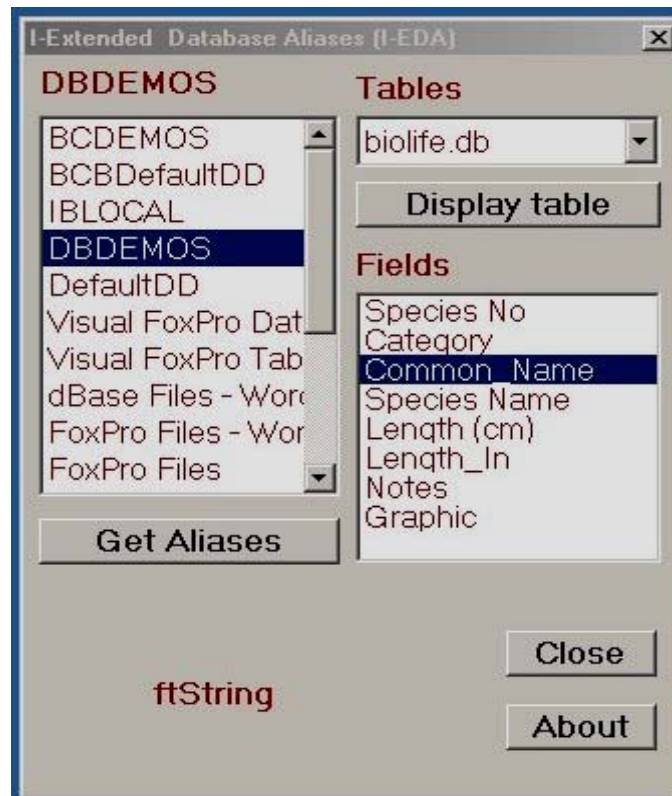 I-Extended Database Aliases (I-EDA)
DBDEMOS
BCDEMOS
BCBDefaultDD
IBLOCAL
DBDEMOS
DefaultDD
Visual FoxPro Dat
Visual FoxPro Tab
dBase Files - Word
FoxPro Files - Wor
FoxPro Files
Get Aliases
Tables
biolife.db
Display table
Fields
Species No
Category
Common_Name
Species Name
Length (cm)
Length_In
Notes
Graphic
ftString
Close
About